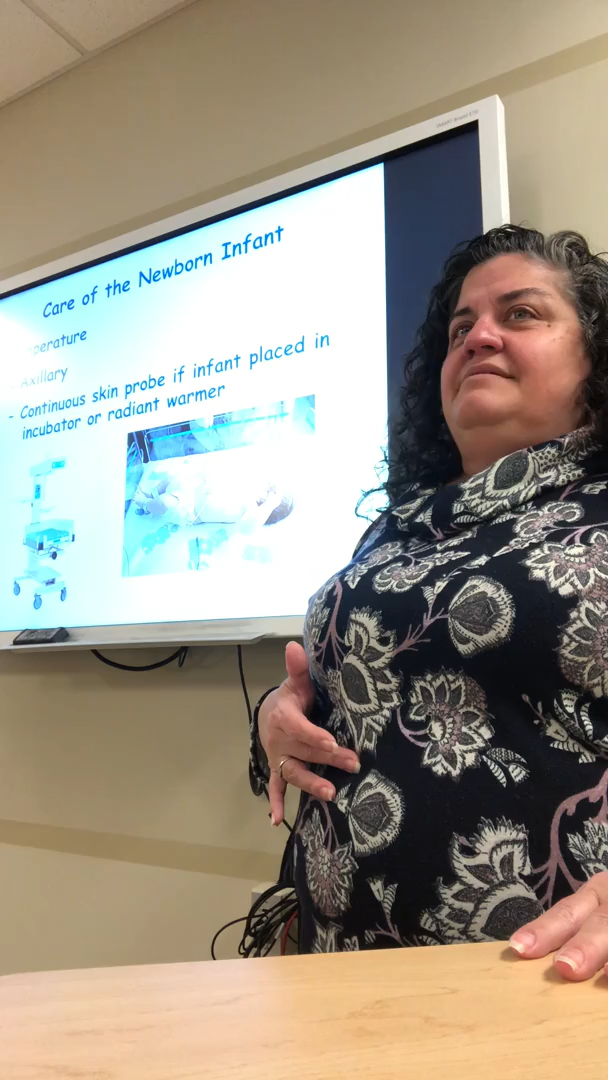 Care of the Newborn Infant
perature
Axillary
- Continuous skin probe if infant placed in
incubator or radiant warmer